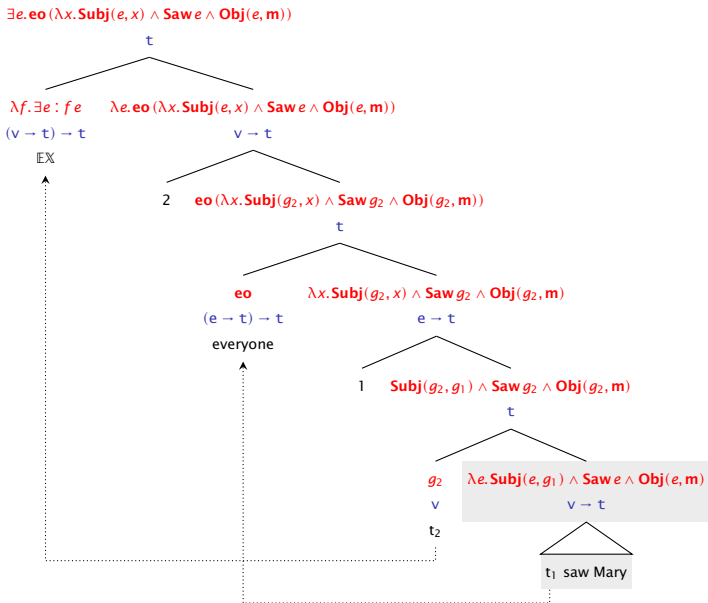 ∃e.eo(λx.Subj(e, x) ∧ Saw e ∧ Obj(e, m))
t
λf.∃e : f e λe.eo(λx.Subj(e, x) ∧ Saw e ∧ Obj(e, m))
(v → t) → t v → t
𝔼𝕏
2 eo(λx.Subj(g₂, x) ∧ Saw g₂ ∧ Obj(g₂, m))
t
eo λx.Subj(g₂, x) ∧ Saw g₂ ∧ Obj(g₂, m)
(e → t) → t e → t
everyone
1 Subj(g₂, g₁) ∧ Saw g₂ ∧ Obj(g₂, m)
t
g₂ λe.Subj(e, g₁) ∧ Saw e ∧ Obj(e, m)
v v → t
t₂
t₁ saw Mary